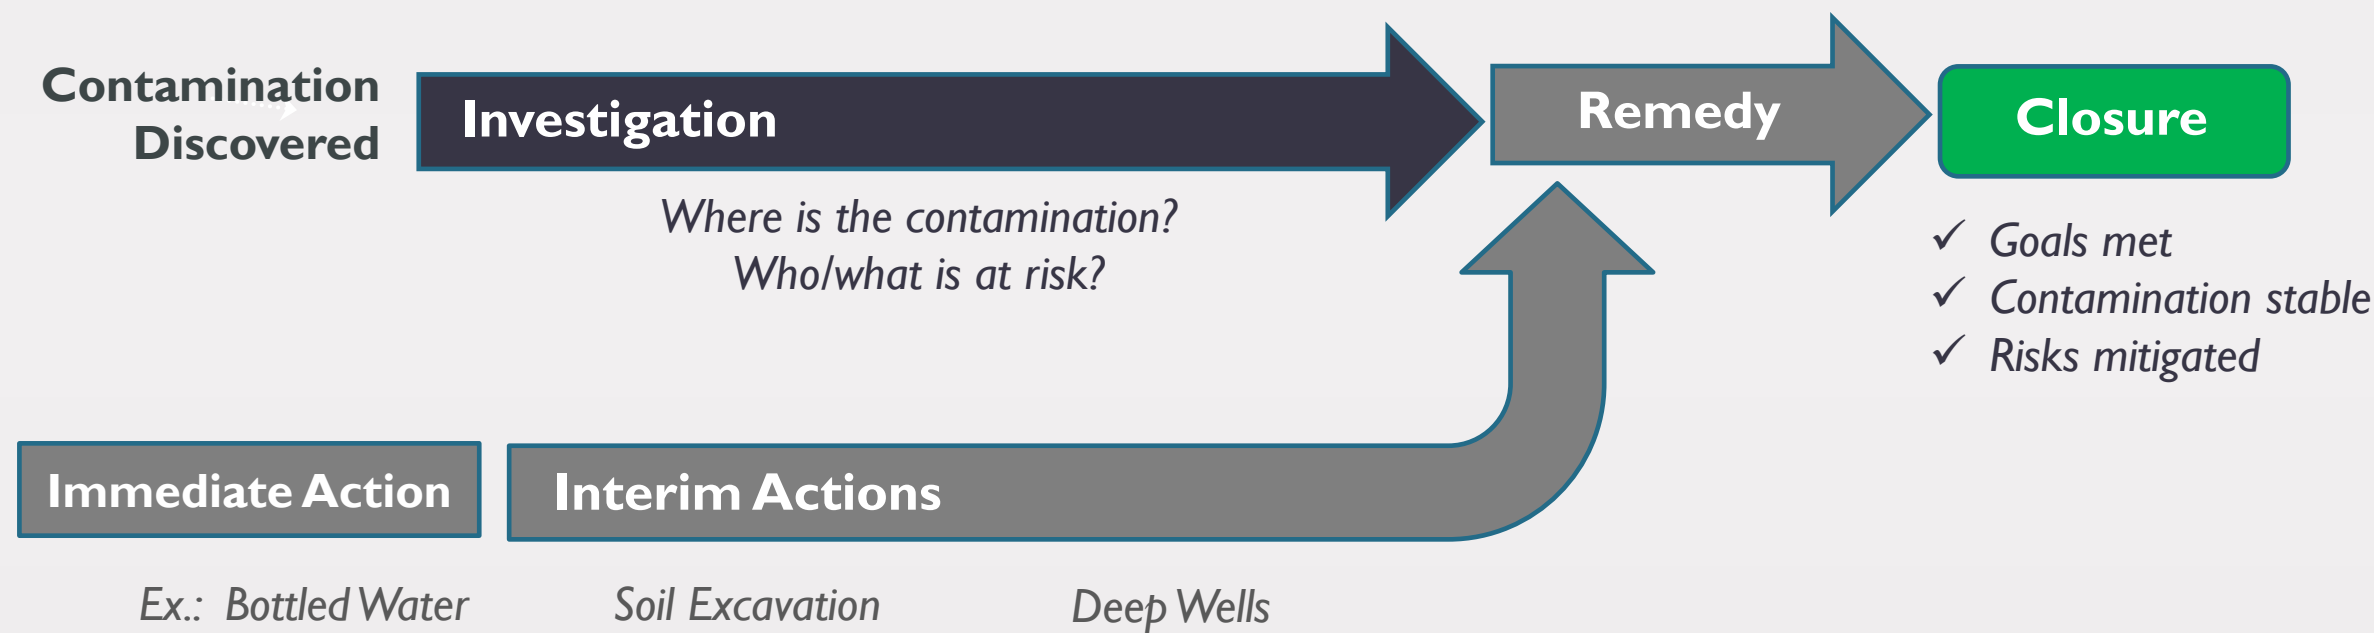 Contamination
Discovered
Investigation
Where is the contamination?
Who/what is at risk?
Remedy
Closure
✓ Goals met
✓ Contamination stable
✓ Risks mitigated
Immediate Action
Interim Actions
Ex.: Bottled Water
Soil Excavation
Deep Wells